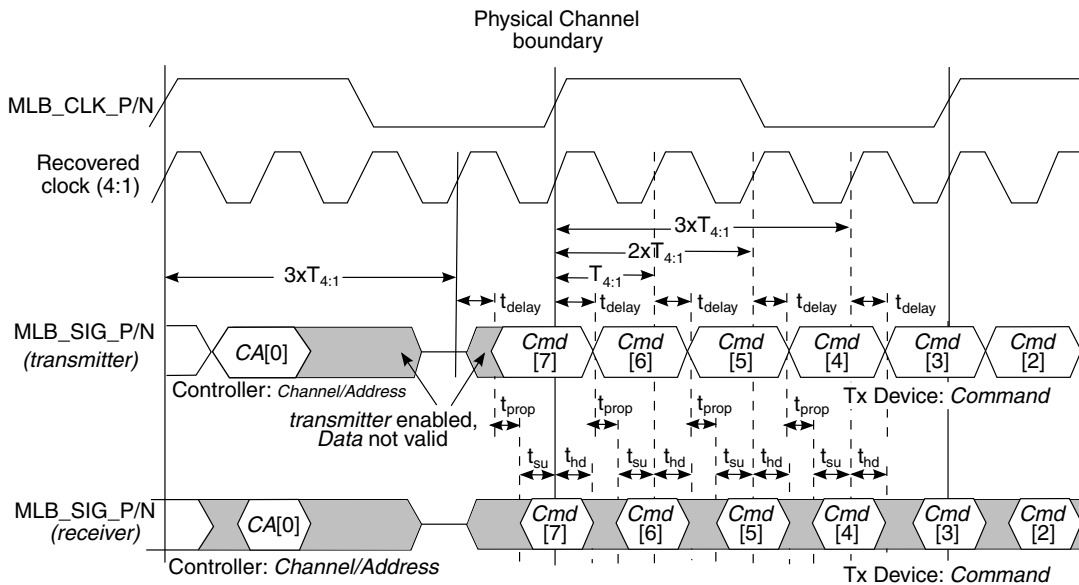 Physical Channel
boundary
MLB_CLK_P/N
Recovered
clock (4:1)
3xT4:1
2xT4:1
3xT4:1
T4:1
tdelay
tdelay
tdelay
tdelay
tdelay
MLB_SIG_P/N
(transmitter)
CA[0]
Cmd
[7]
Cmd
[6]
Cmd
[5]
Cmd
[4]
Cmd
[3]
Cmd
[2]
Controller: Channel/Address
Tx Device: Command
transmitter enabled,
Data not valid
tprop
tprop
tprop
tprop
tsu
thd
tsu
thd
tsu
thd
tsu
thd
MLB_SIG_P/N
(receiver)
CA[0]
Cmd
[7]
Cmd
[6]
Cmd
[5]
Cmd
[4]
Cmd
[3]
Cmd
[2]
Controller: Channel/Address
Tx Device: Command